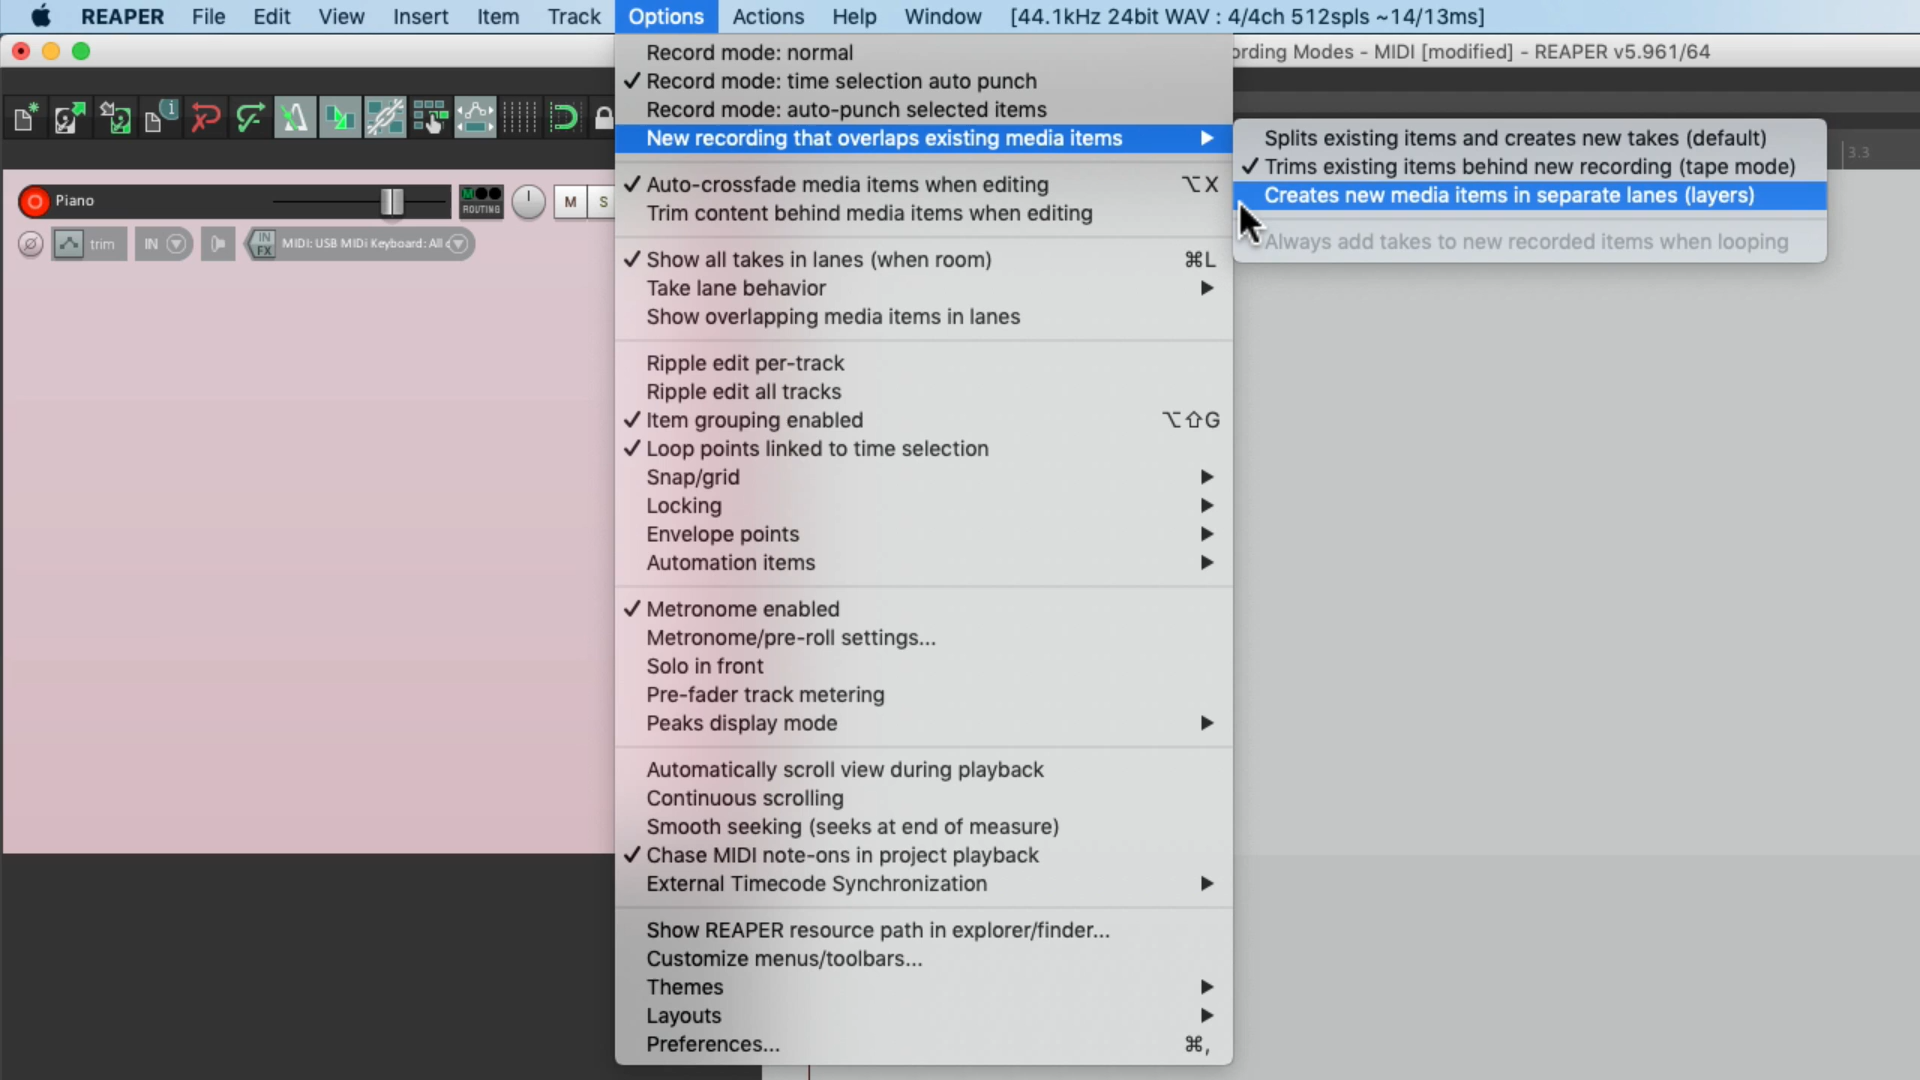 REAPER File Edit View Insert Item Track Options Actions Help Window [44.1kHz 24bit WAV : 4/4ch 512spls ~14/13ms]
ording Modes - MIDI [modified] - REAPER v5.961/64
Record mode: normal
✓ Record mode: time selection auto punch
Record mode: auto-punch selected items
New recording that overlaps existing media items
Splits existing items and creates new takes (default)
✓ Trims existing items behind new recording (tape mode)
Creates new media items in separate lanes (layers)
Always add takes to new recorded items when looping
3.3
Piano
ROUTING
M S
trim IN IN FX MIDI: USB MIDi Keyboard: All c
✓ Auto-crossfade media items when editing ⌥X
Trim content behind media items when editing
✓ Show all takes in lanes (when room) ⌘L
Take lane behavior
Show overlapping media items in lanes
Ripple edit per-track
Ripple edit all tracks
✓ Item grouping enabled ⌥⇧G
✓ Loop points linked to time selection
Snap/grid
Locking
Envelope points
Automation items
✓ Metronome enabled
Metronome/pre-roll settings...
Solo in front
Pre-fader track metering
Peaks display mode
Automatically scroll view during playback
Continuous scrolling
Smooth seeking (seeks at end of measure)
✓ Chase MIDI note-ons in project playback
External Timecode Synchronization
Show REAPER resource path in explorer/finder...
Customize menus/toolbars...
Themes
Layouts
Preferences... ⌘,